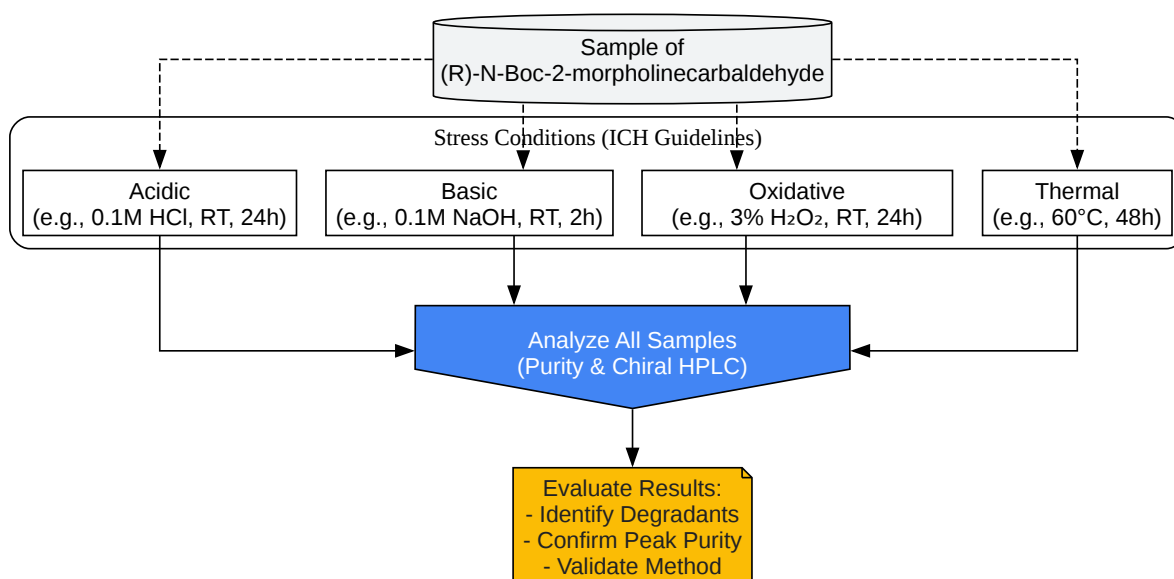 Sample of
(R)-N-Boc-2-morpholinecarbaldehyde
Stress Conditions (ICH Guidelines)
Acidic
(e.g., 0.1M HCl, RT, 24h)
Basic
(e.g., 0.1M NaOH, RT, 2h)
Oxidative
(e.g., 3% H₂O₂, RT, 24h)
Thermal
(e.g., 60°C, 48h)
Analyze All Samples
(Purity & Chiral HPLC)
Evaluate Results:
- Identify Degradants
- Confirm Peak Purity
- Validate Method